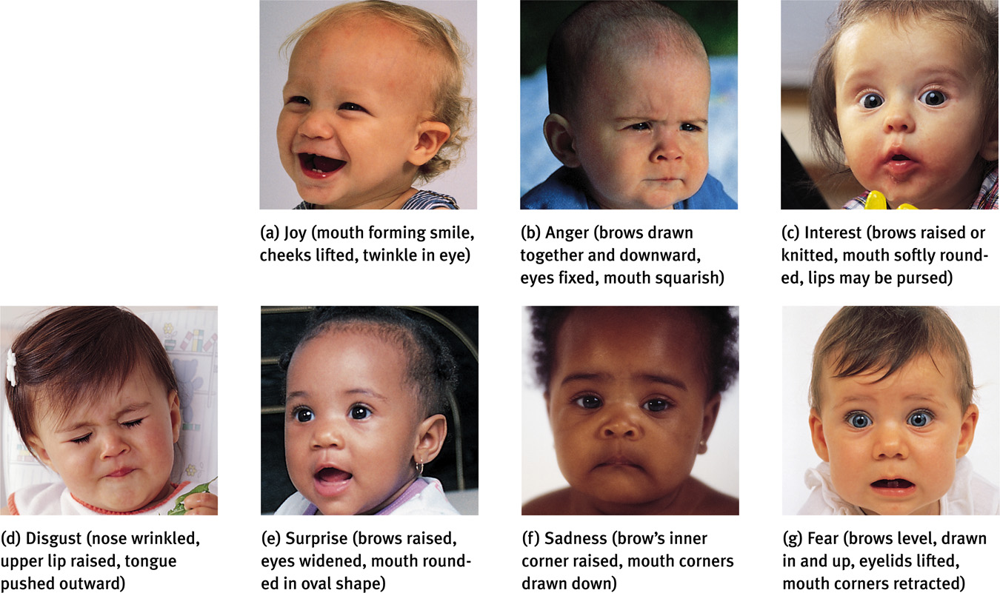 (a) Joy (mouth forming smile,
cheeks lifted, twinkle in eye)
(b) Anger (brows drawn
together and downward,
eyes fixed, mouth squarish)
(c) Interest (brows raised or
knitted, mouth softly round-
ed, lips may be pursed)
(d) Disgust (nose wrinkled,
upper lip raised, tongue
pushed outward)
(e) Surprise (brows raised,
eyes widened, mouth round-
ed in oval shape)
(f) Sadness (brow’s inner
corner raised, mouth corners
drawn down)
(g) Fear (brows level, drawn
in and up, eyelids lifted,
mouth corners retracted)